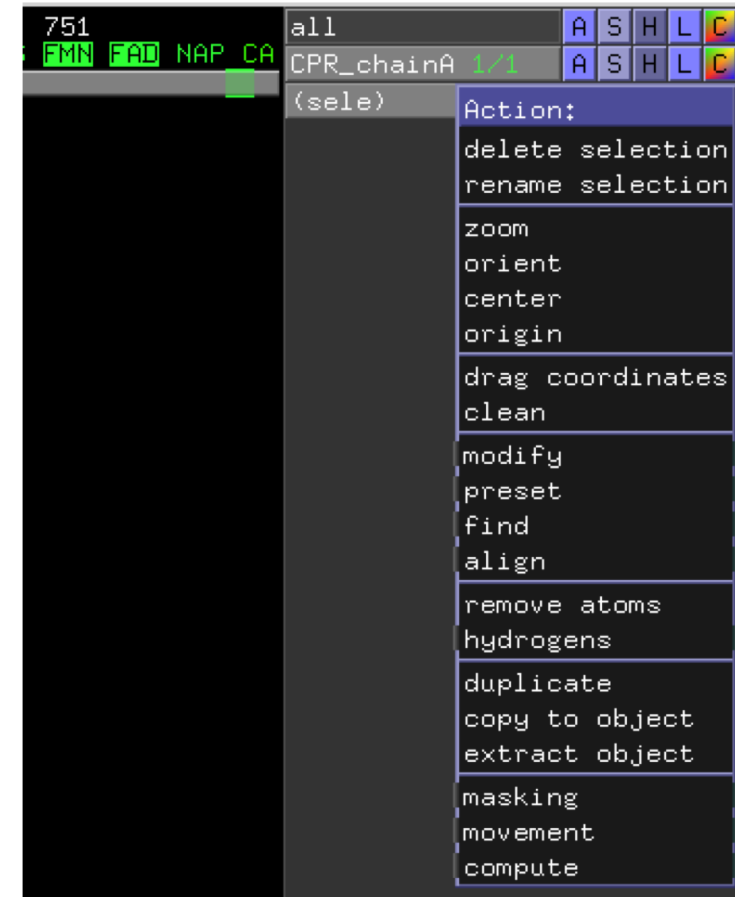 751
FMN FAD NAP CA
all A S H L C
CPR_chainA 1/1 A S H L C
(sele)
Action:
delete selection
rename selection
zoom
orient
center
origin
drag coordinates
clean
modify
preset
find
align
remove atoms
hydrogens
duplicate
copy to object
extract object
masking
movement
compute